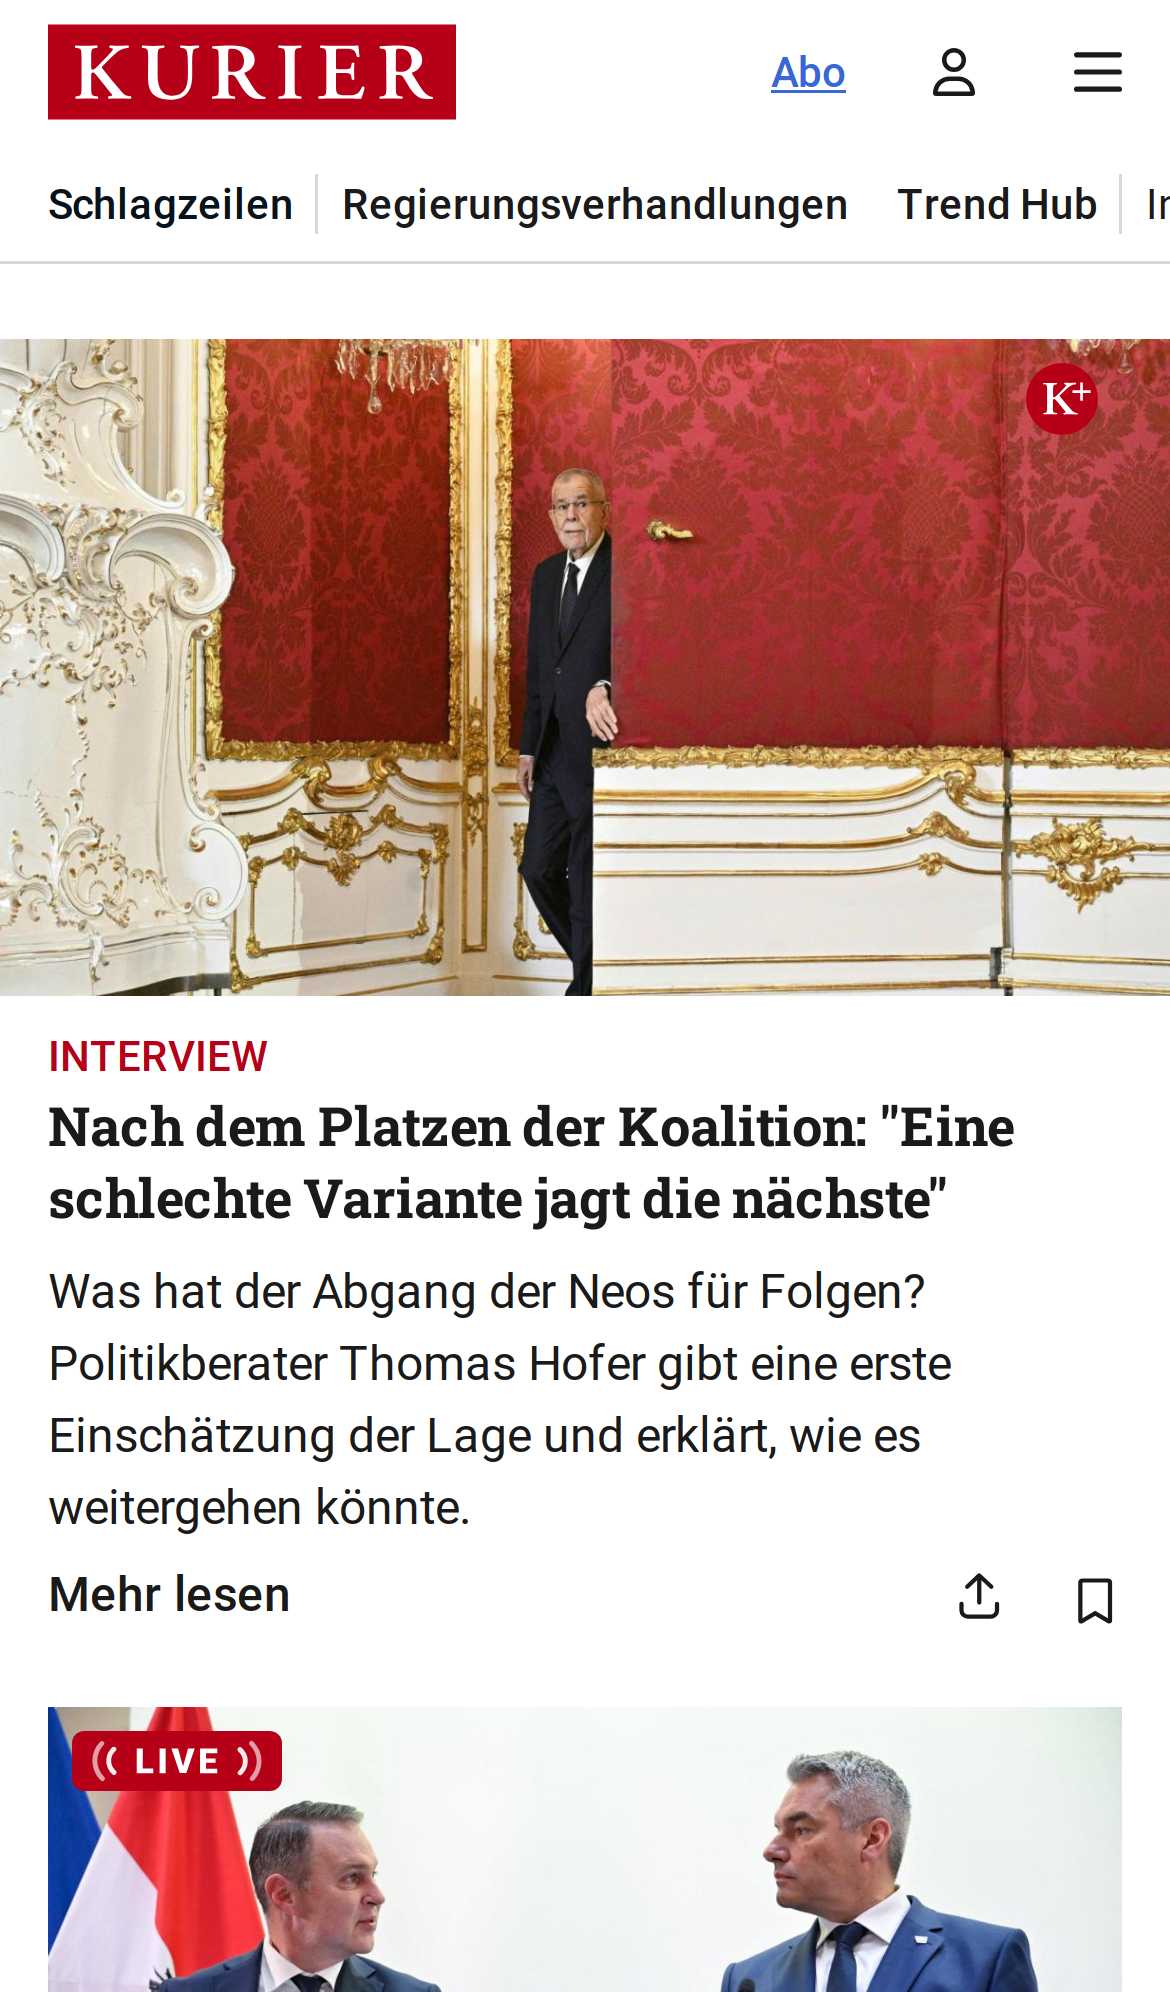 KURIER
Abo
Schlagzeilen
Regierungsverhandlungen
Trend Hub
K+
INTERVIEW
Nach dem Platzen der Koalition: "Eine
schlechte Variante jagt die nächste"
Was hat der Abgang der Neos für Folgen?
Politikberater Thomas Hofer gibt eine erste
Einschätzung der Lage und erklärt, wie es
weitergehen könnte.
Mehr lesen
LIVE